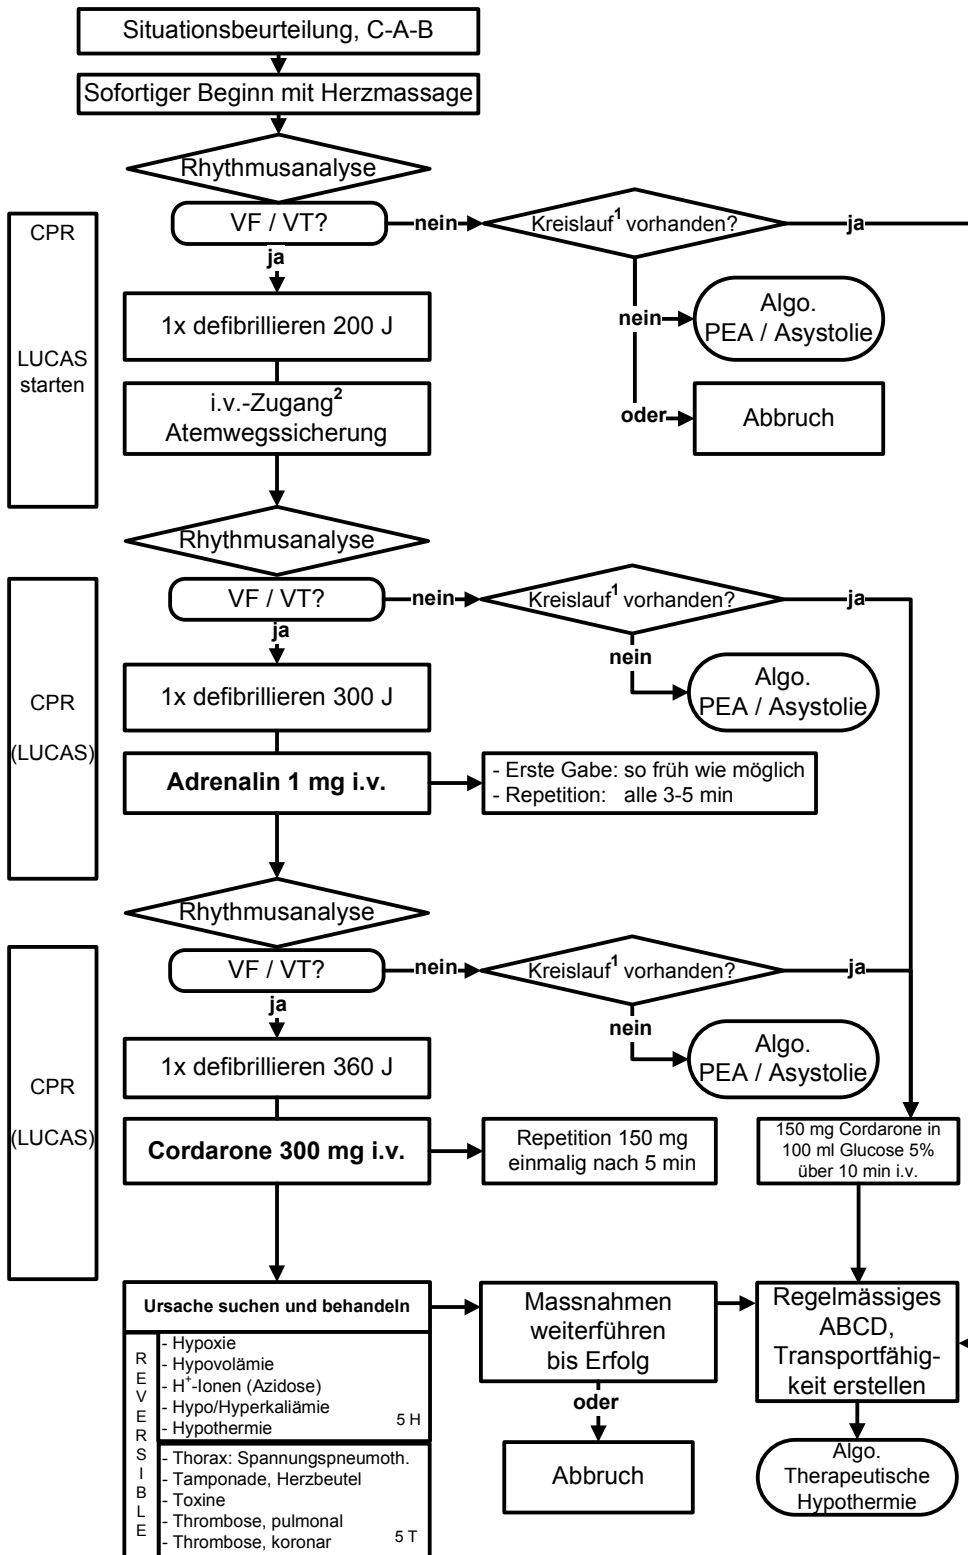 Situationsbeurteilung, C-A-B
Sofortiger Beginn mit Herzmassage
Rhythmusanalyse
VF / VT?
nein
Kreislauf¹ vorhanden?
ja
CPR
LUCAS
starten
ja
1x defibrillieren 200 J
nein
Algo.
PEA / Asystolie
i.v.-Zugang²
Atemwegssicherung
oder
Abbruch
Rhythmusanalyse
VF / VT?
nein
Kreislauf¹ vorhanden?
ja
CPR
(LUCAS)
ja
1x defibrillieren 300 J
nein
Algo.
PEA / Asystolie
Adrenalin 1 mg i.v.
- Erste Gabe: so früh wie möglich
- Repetition: alle 3-5 min
Rhythmusanalyse
VF / VT?
nein
Kreislauf¹ vorhanden?
ja
CPR
(LUCAS)
ja
1x defibrillieren 360 J
nein
Algo.
PEA / Asystolie
Cordarone 300 mg i.v.
Repetition 150 mg
einmalig nach 5 min
150 mg Cordarone in
100 ml Glucose 5%
über 10 min i.v.
Ursache suchen und behandeln
REVERSIBLE
- Hypoxie
- Hypovolämie
- H⁺-Ionen (Azidose)
- Hypo/Hyperkaliämie
- Hypothermie 5 H
- Thorax: Spannungspneumoth.
- Tamponade, Herzbeutel
- Toxine
- Thrombose, pulmonal
- Thrombose, koronar 5 T
Massnahmen
weiterführen
bis Erfolg
oder
Abbruch
Regelmässiges
ABCD,
Transportfähig-
keit erstellen
Algo.
Therapeutische
Hypothermie